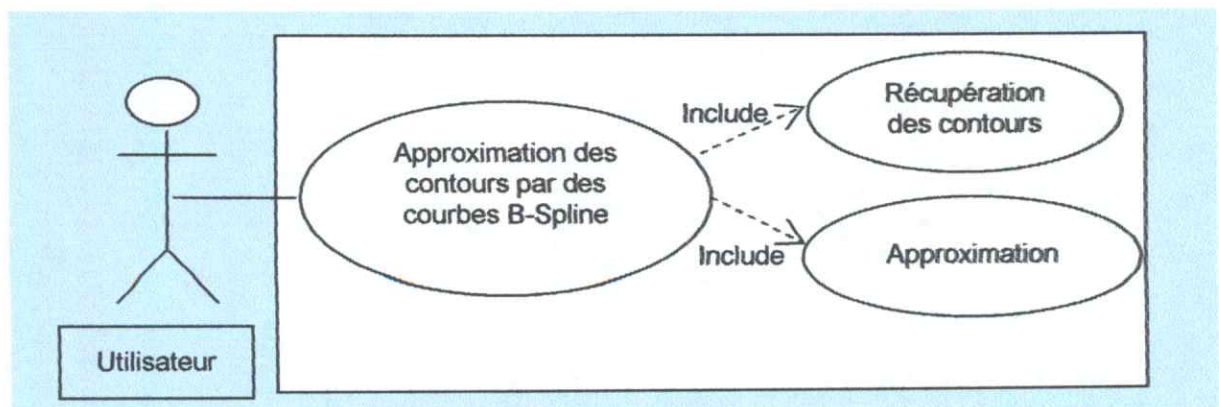 Approximation des
contours par des
courbes B-Spline
Include
Récupération
des contours
Include
Approximation
Utilisateur